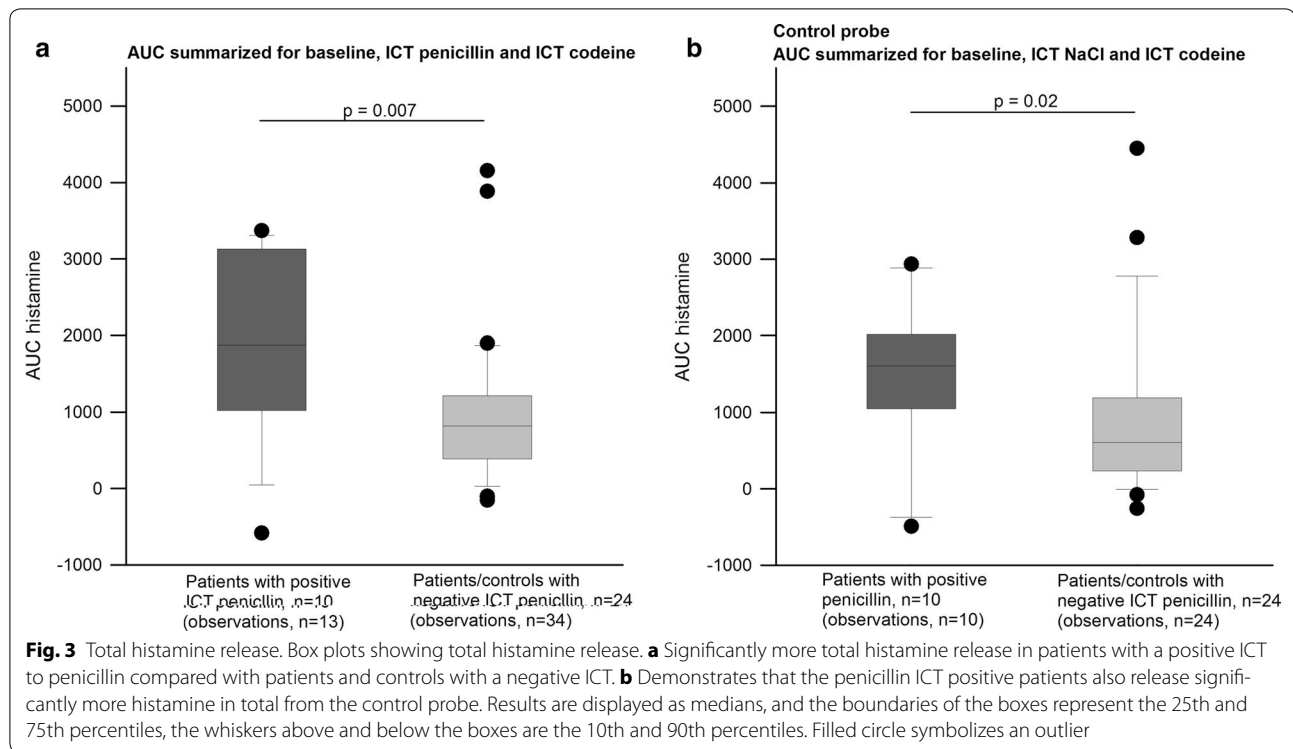 a
AUC summarized for baseline, ICT penicillin and ICT codeine
5000
4000
3000
2000
1000
0
-1000
AUC histamine
p = 0.007
Patients with positive
ICT penicillin, n=10
(observations, n=13)
Patients/controls with
negative ICT penicillin, n=24
(observations, n=34)
b
Control probe
AUC summarized for baseline, ICT NaCl and ICT codeine
5000
4000
3000
2000
1000
0
-1000
AUC histamine
p = 0.02
Patients with positive
penicillin, n=10
(observations, n=10)
Patients/controls with
negative ICT penicillin, n=24
(observations, n=24)
Fig. 3 Total histamine release. Box plots showing total histamine release. a Significantly more total histamine release in patients with a positive ICT
to penicillin compared with patients and controls with a negative ICT. b Demonstrates that the penicillin ICT positive patients also release signifi-
cantly more histamine in total from the control probe. Results are displayed as medians, and the boundaries of the boxes represent the 25th and
75th percentiles, the whiskers above and below the boxes are the 10th and 90th percentiles. Filled circle symbolizes an outlier